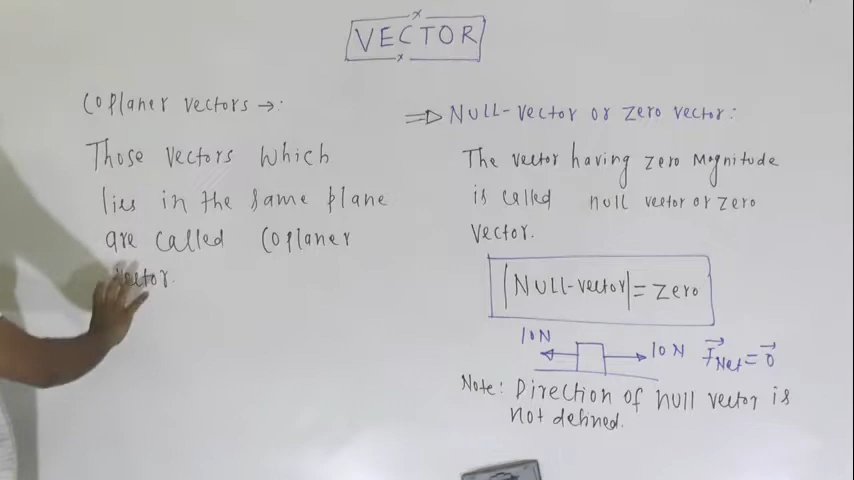 VECTOR
Coplaner vectors →:
Those vectors which
lies in the same plane
are called Coplaner
vector.
⇒ NULL-vector or zero vector:
The vector having zero Magnitude
is called null vector or zero
vector.
|NULL-vector| = Zero
10N 10N F⃗Net = 0⃗
Note: Direction of null vector is
not defined.